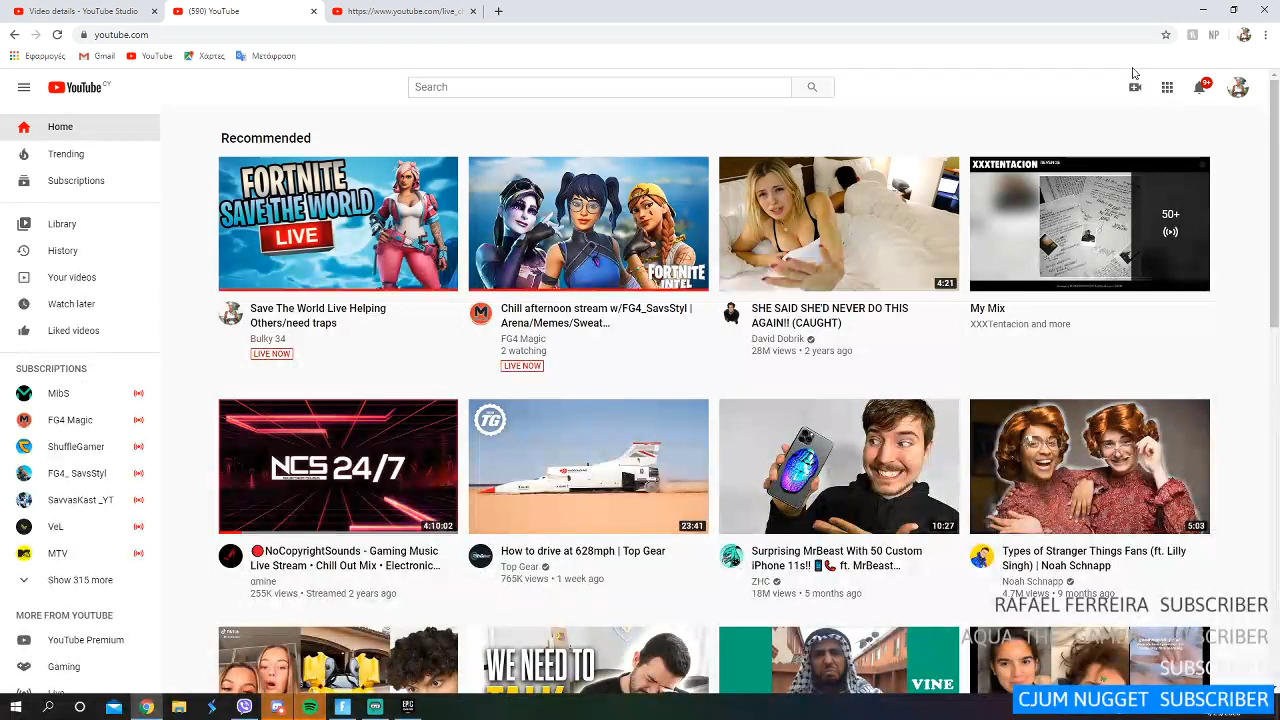 Video details - YouTube Studio
(590) YouTube
https://www.youtube.com/live_c
youtube.com
NP
Εφαρμογές
Gmail
YouTube
Χάρτες
Μετάφραση
YouTube CY
Search
9+
Home
Trending
Subscriptions
Library
History
Your videos
Watch later
Liked videos
SUBSCRIPTIONS
MibS
FG4 Magic
ShuffleGamer
FG4_ SavsStyl
SavvasKast _YT
VeL
MTV
Show 315 more
MORE FROM YOUTUBE
YouTube Premium
Gaming
Recommended
FORTNITE
SAVE THE WORLD
LIVE
Save The World Live Helping
Others/need traps
Bulky 34
LIVE NOW
FORTNITE
INTEL
Chill afternoon stream w/FG4_SavsStyl |
Arena/Memes/Sweat...
FG4 Magic
2 watching
LIVE NOW
4:21
SHE SAID SHE'D NEVER DO THIS
AGAIN!! (CAUGHT)
David Dobrik
28M views • 2 years ago
XXXTENTACION REVENGE
50+
My Mix
XXXTentacion and more
NCS 24/7
4:10:02
🔴NoCopyrightSounds - Gaming Music
Live Stream • Chill Out Mix • Electronic...
amine
255K views • Streamed 2 years ago
TG
23:41
How to drive at 628mph | Top Gear
Top Gear
765K views • 1 week ago
10:27
Surprising MrBeast With 50 Custom
iPhone 11s!! 📱📞 ft. MrBeast...
ZHC
18M views • 5 months ago
5:03
Types of Stranger Things Fans (ft. Lilly
Singh) | Noah Schnapp
Noah Schnapp
4.7M views • 9 months ago
TikTok
WE NEED TO
VINE
RAFAEL FERREIRA SUBSCRIBER
AQUA
CJUM NUGGET SUBSCRIBER
EPIC